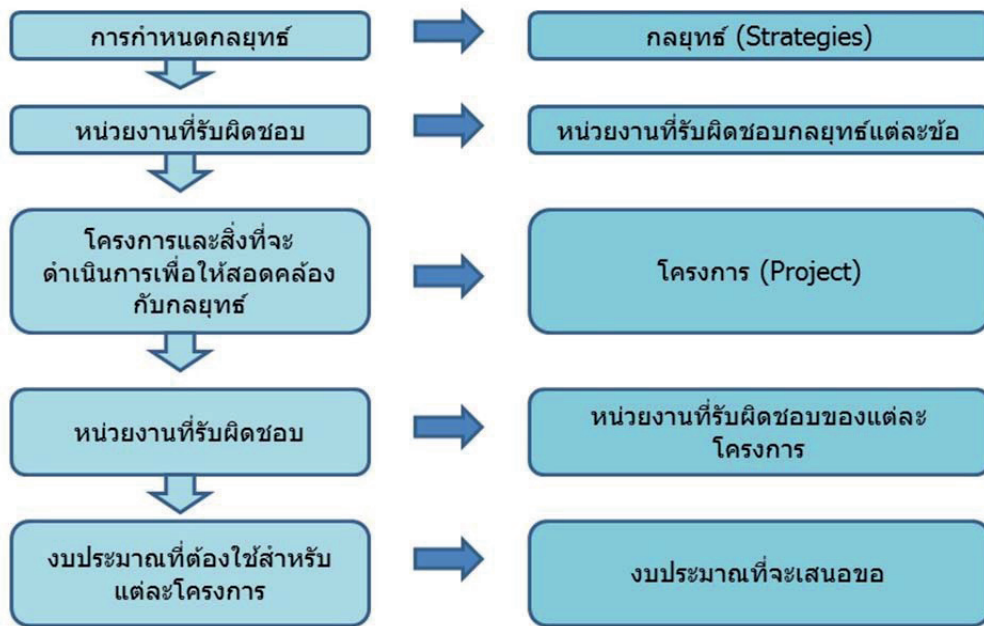 การกำหนดกลยุทธ์
กลยุทธ์ (Strategies)
หน่วยงานที่รับผิดชอบ
หน่วยงานที่รับผิดชอบกลยุทธ์แต่ละข้อ
โครงการและสิ่งที่จะ
ดำเนินการเพื่อให้สอดคล้อง
กับกลยุทธ์
โครงการ (Project)
หน่วยงานที่รับผิดชอบ
หน่วยงานที่รับผิดชอบของแต่ละ
โครงการ
งบประมาณที่ต้องใช้สำหรับ
แต่ละโครงการ
งบประมาณที่จะเสนอขอ